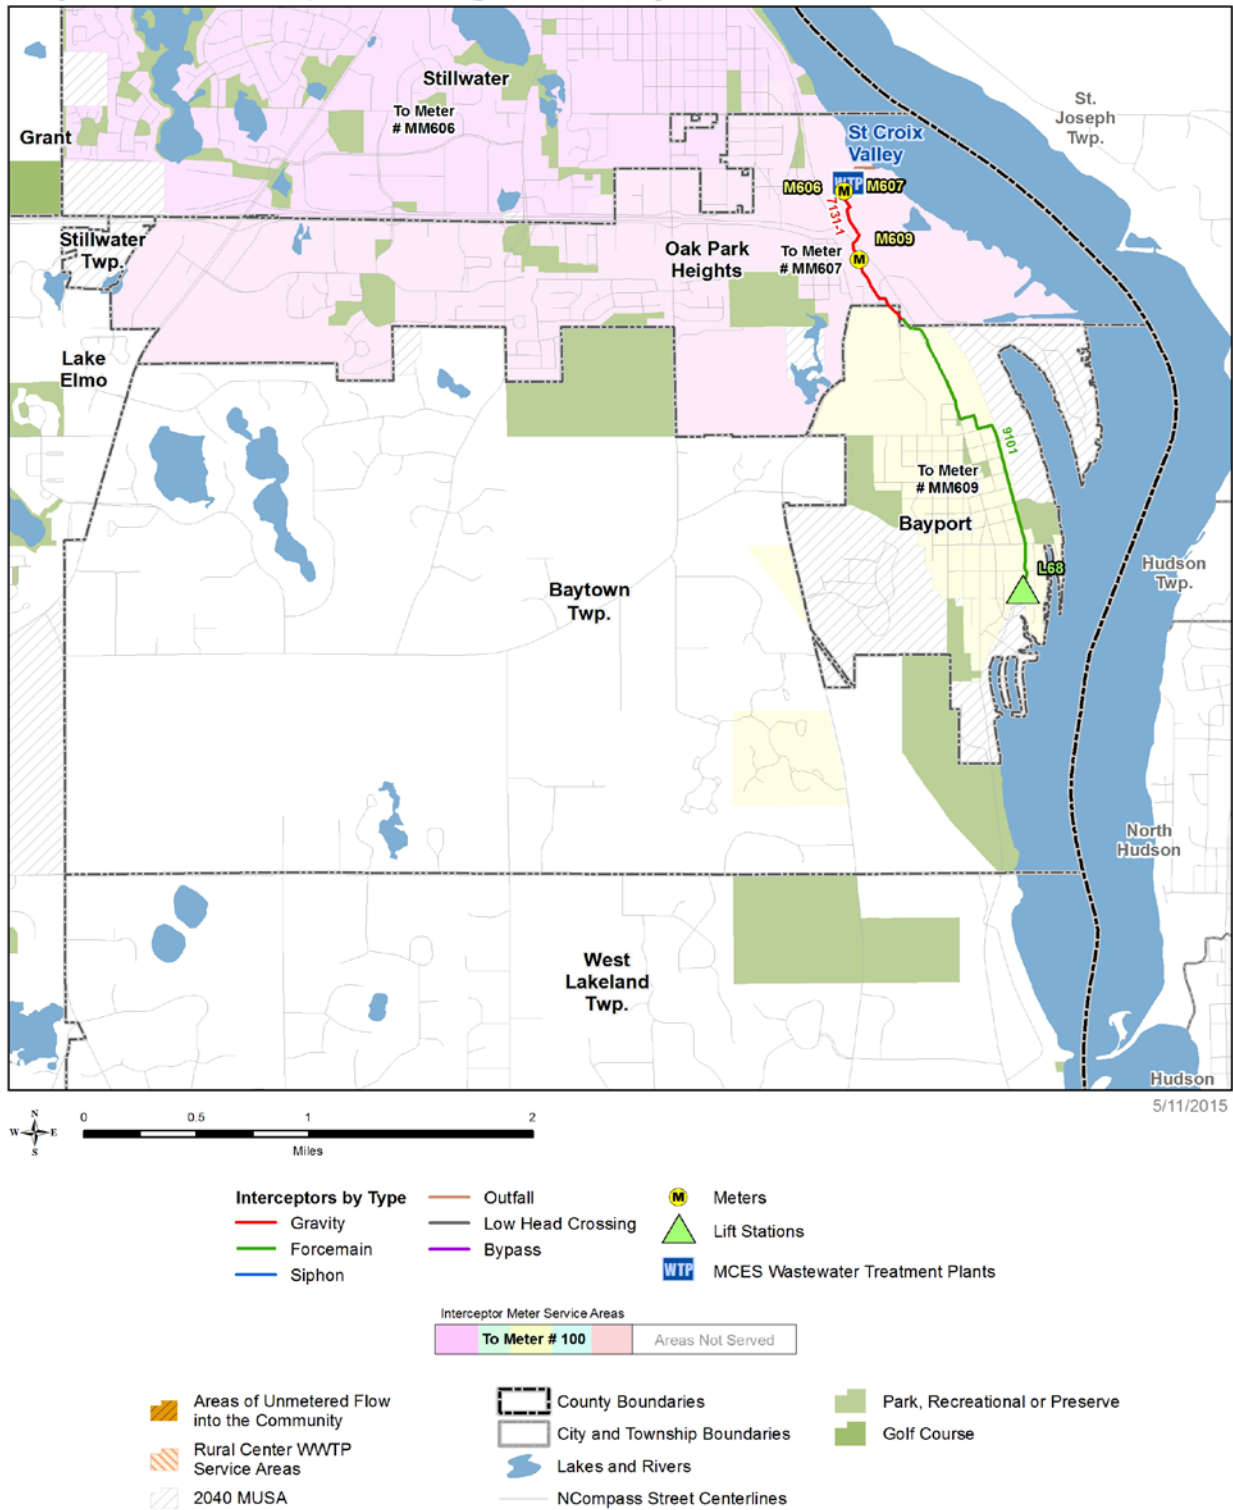 Stillwater
To Meter
# MM606
St.
Joseph
Twp.
Grant
St Croix
Valley
WTP
M606
M
M607
7131-1
M609
Stillwater
Twp.
Oak Park
Heights
To Meter
# MM607
M
Lake
Elmo
9101
To Meter
# MM609
Bayport
L68
Hudson
Twp.
Baytown
Twp.
North
Hudson
West
Lakeland
Twp.
Hudson
5/11/2015
N
W E
S
0 0.5 1 2
Miles
Interceptors by Type
Gravity
Forcemain
Siphon
Outfall
Low Head Crossing
Bypass
M Meters
Lift Stations
WTP MCES Wastewater Treatment Plants
Interceptor Meter Service Areas
To Meter # 100
Areas Not Served
Areas of Unmetered Flow
into the Community
Rural Center WWTP
Service Areas
2040 MUSA
County Boundaries
City and Township Boundaries
Lakes and Rivers
NCompass Street Centerlines
Park, Recreational or Preserve
Golf Course